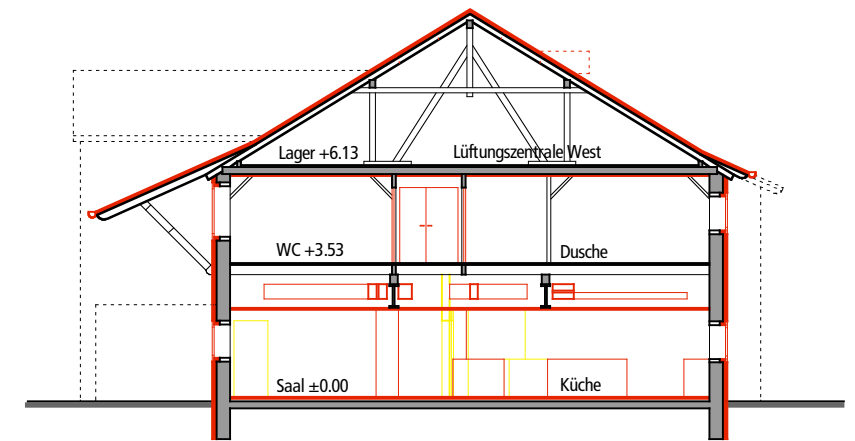 Lager +6.13 Lüftungszentrale West
WC +3.53 Dusche
Saal ±0.00 Küche